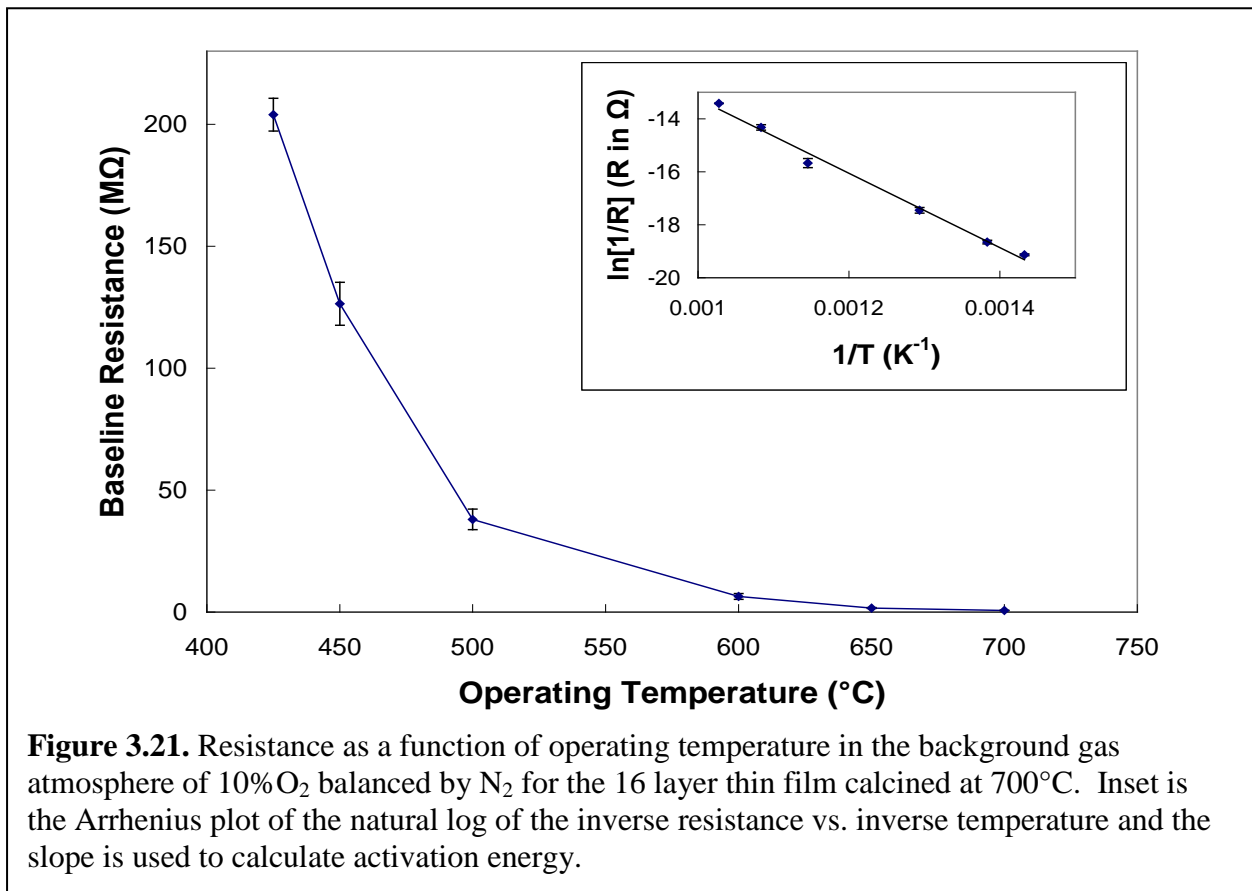 Baseline Resistance (MΩ)
200
150
100
50
0
400 450 500 550 600 650 700 750
Operating Temperature (°C)
ln[1/R] (R in Ω)
-14
-16
-18
-20
0.001 0.0012 0.0014
1/T (K⁻¹)
Figure 3.21. Resistance as a function of operating temperature in the background gas
atmosphere of 10%O₂ balanced by N₂ for the 16 layer thin film calcined at 700°C. Inset is
the Arrhenius plot of the natural log of the inverse resistance vs. inverse temperature and the
slope is used to calculate activation energy.